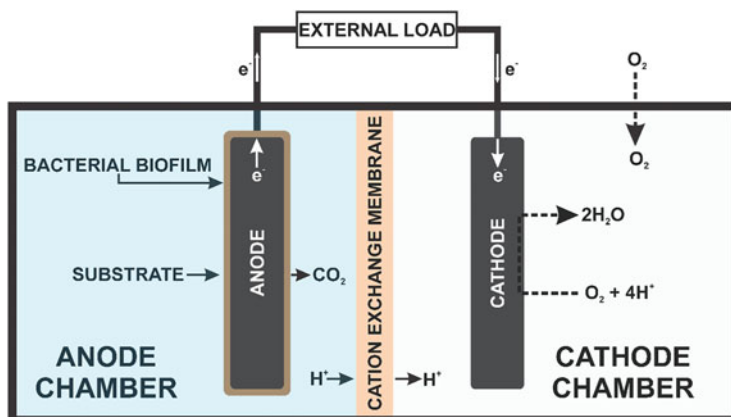 EXTERNAL LOAD
e⁻
e⁻
O₂
O₂
BACTERIAL BIOFILM
e⁻
e⁻
SUBSTRATE
ANODE
CO₂
CATION EXCHANGE MEMBRANE
CATHODE
2H₂O
O₂ + 4H⁺
ANODE
CHAMBER
H⁺
H⁺
CATHODE
CHAMBER